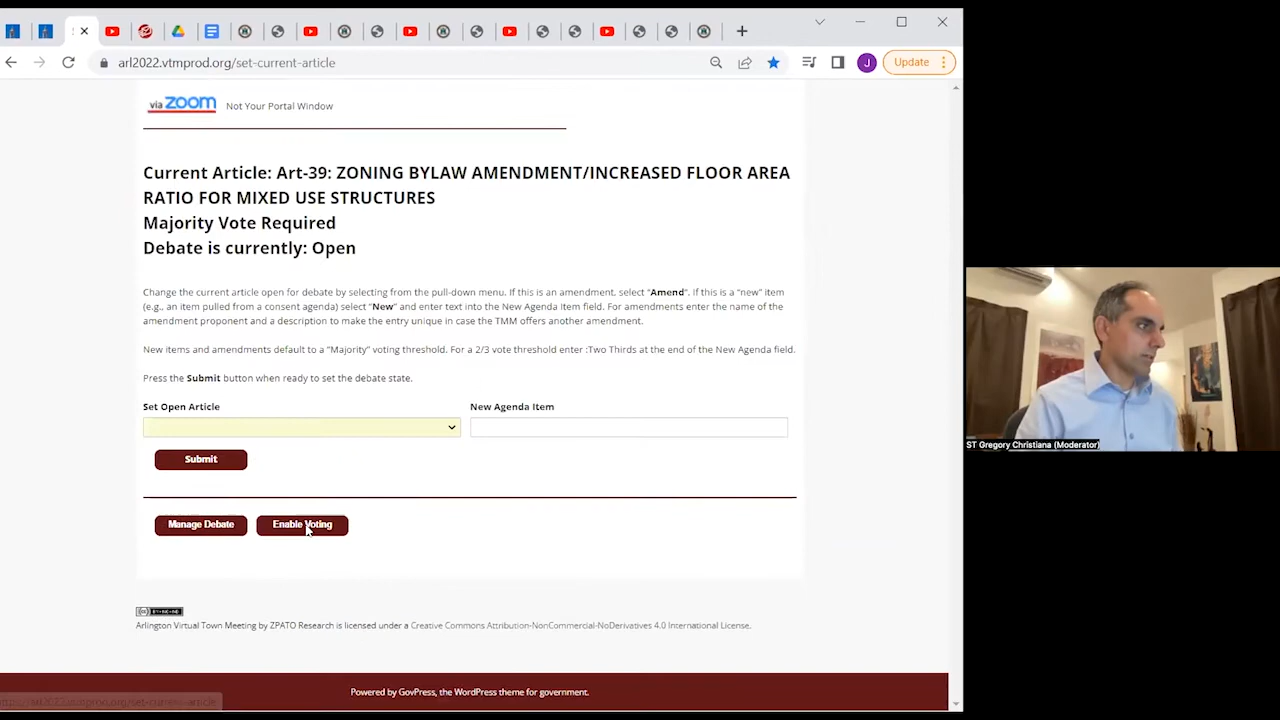 arl2022.vtmprod.org/set-current-article
J
Update
via zoom Not Your Portal Window
Current Article: Art-39: ZONING BYLAW AMENDMENT/INCREASED FLOOR AREA
RATIO FOR MIXED USE STRUCTURES
Majority Vote Required
Debate is currently: Open
Change the current article open for debate by selecting from the pull-down menu. If this is an amendment, select "Amend". If this is a "new" item
(e.g., an item pulled from a consent agenda) select "New" and enter text into the New Agenda Item field. For amendments enter the name of the
amendment proponent and a description to make the entry unique in case the TMM offers another amendment.
New items and amendments default to a "Majority" voting threshold. For a 2/3 vote threshold enter :Two Thirds at the end of the New Agenda field.
Press the Submit button when ready to set the debate state.
Set Open Article New Agenda Item
Submit
Manage Debate Enable Voting
ST Gregory Christiana (Moderator)
Arlington Virtual Town Meeting by ZPATO Research is licensed under a Creative Commons Attribution-NonCommercial-NoDerivatives 4.0 International License.
Powered by GovPress, the WordPress theme for government.